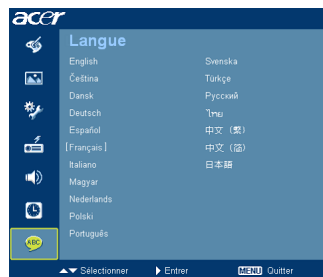 acer
Langue
English
Čeština
Dansk
Deutsch
Español
[Français]
Italiano
Magyar
Nederlands
Polski
Português
Svenska
Türkçe
Русский
ไทย
中文 (繁)
中文 (简)
日本語
ABC
▲▼ Sélectionner ▶ Entrer MENU Quitter